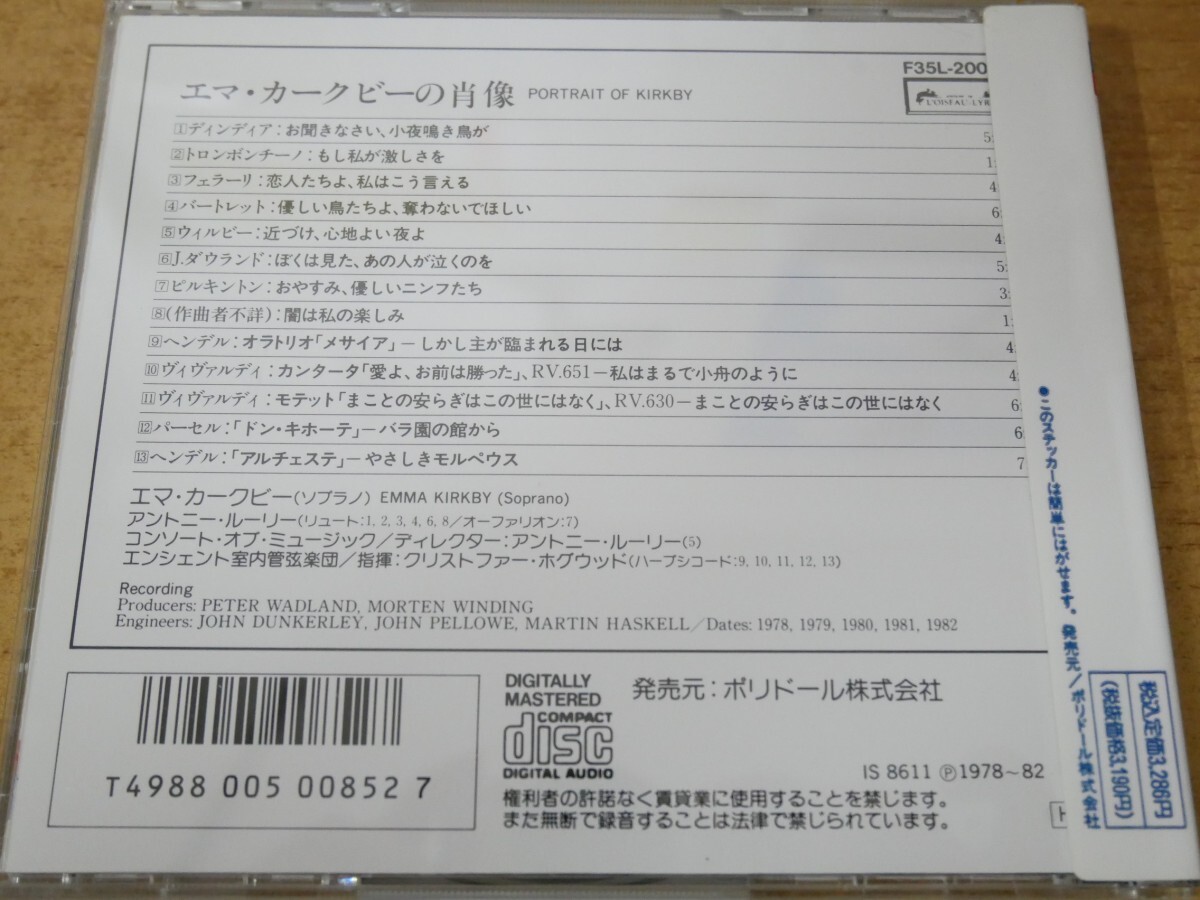 F35L-200
エマ・カークビーの肖像 PORTRAIT OF KIRKBY
L'OISEAU-LYRE
1 ディンディア:お聞きなさい、小夜鳴き鳥が 5:
2 トロンボンチーノ:もし私が激しさを 1:
3 フェラーリ:恋人たちよ、私はこう言える 4
4 バートレット:優しい鳥たちよ、奪わないでほしい 6:
5 ウィルビー:近づけ、心地よい夜よ 4:
6 J.ダウランド:ぼくは見た、あの人が泣くのを 5:
7 ピルキントン:おやすみ、優しいニンフたち 3:
8 (作曲者不詳):闇は私の楽しみ 1:
9 ヘンデル:オラトリオ「メサイア」−しかし主が臨まれる日には 4:
10 ヴィヴァルディ:カンタータ「愛よ、お前は勝った」、RV.651−私はまるで小舟のように 4:
11 ヴィヴァルディ:モテット「まことの安らぎはこの世にはなく」、RV.630−まことの安らぎはこの世にはなく 6:
12 パーセル:「ドン・キホーテ」−バラ園の館から 6:
13 ヘンデル:「アルチェステ」−やさしきモルペウス 7:
エマ・カークビー(ソプラノ) EMMA KIRKBY (Soprano)
アントニー・ルーリー(リュート:1, 2, 3, 4, 6, 8/オーファリオン:7)
コンソート・オブ・ミュージック/ディレクター:アントニー・ルーリー(5)
エンシェント室内管弦楽団/指揮:クリストファー・ホグウッド(ハープシコード:9, 10, 11, 12, 13)
Recording
Producers: PETER WADLAND, MORTEN WINDING
Engineers: JOHN DUNKERLEY, JOHN PELLOWE, MARTIN HASKELL/Dates: 1978, 1979, 1980, 1981, 1982
T4988 005 00852 7
DIGITALLY MASTERED
COMPACT
disc
DIGITAL AUDIO
発売元:ポリドール株式会社
IS 8611 Ⓟ1978〜82
権利者の許諾なく賃貸業に使用することを禁じます。
また無断で録音することは法律で禁じられています。
●このステッカーは簡単にはがせます。 発売元/ポリドール株式会社
税込定価3,286円
(税抜価格3,190円)